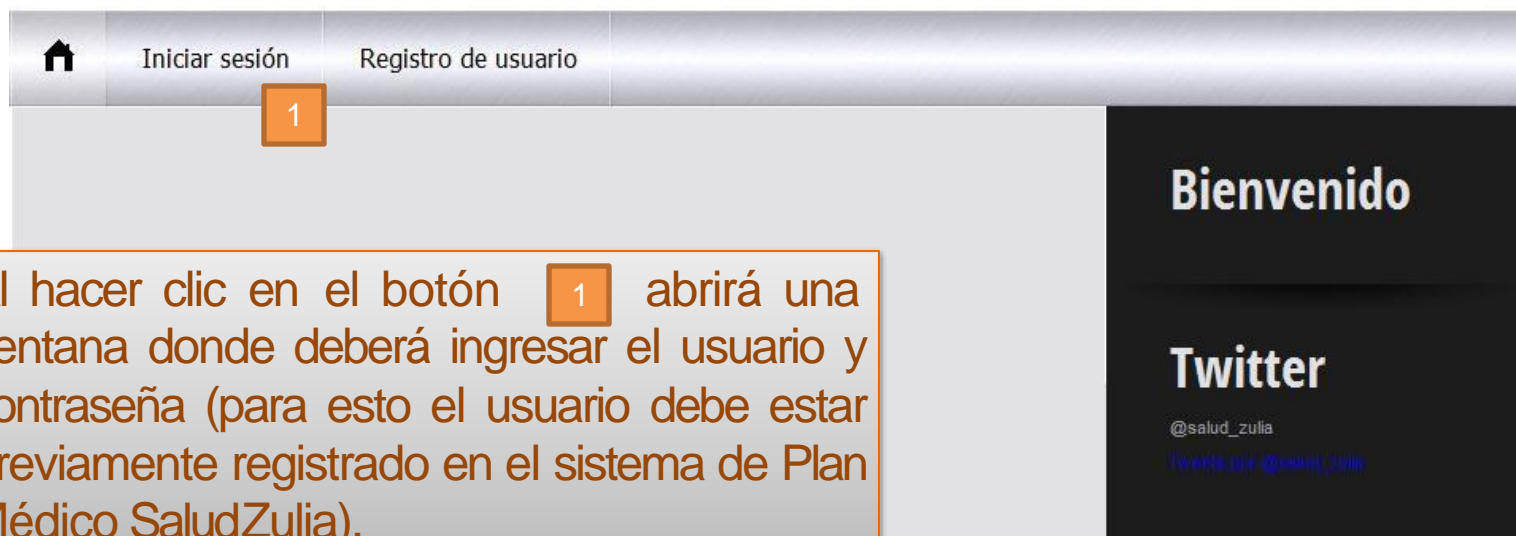 Iniciar sesión Registro de usuario
1
Bienvenido
l hacer clic en el botón 1 abrirá una
entana donde deberá ingresar el usuario y
ontraseña (para esto el usuario debe estar
reviamente registrado en el sistema de Plan
Médico SaludZulia).
Twitter
@salud_zulia